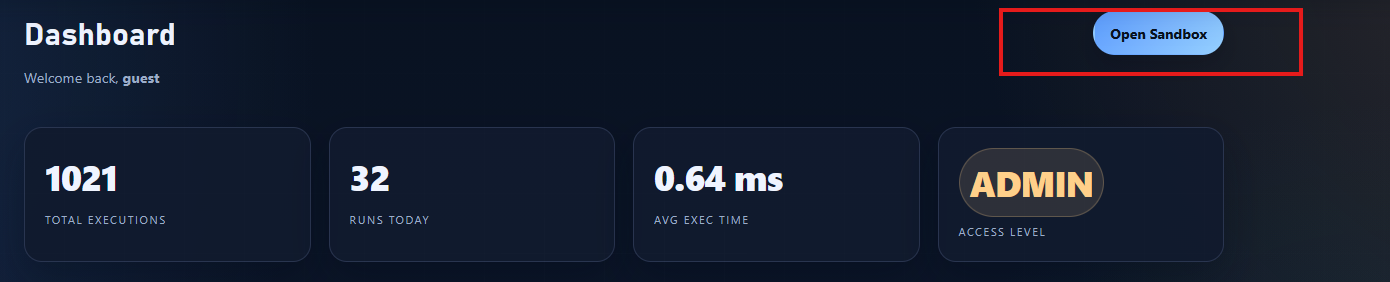 Dashboard
Open Sandbox
Welcome back, guest
1021
TOTAL EXECUTIONS
32
RUNS TODAY
0.64 ms
AVG EXEC TIME
ADMIN
ACCESS LEVEL